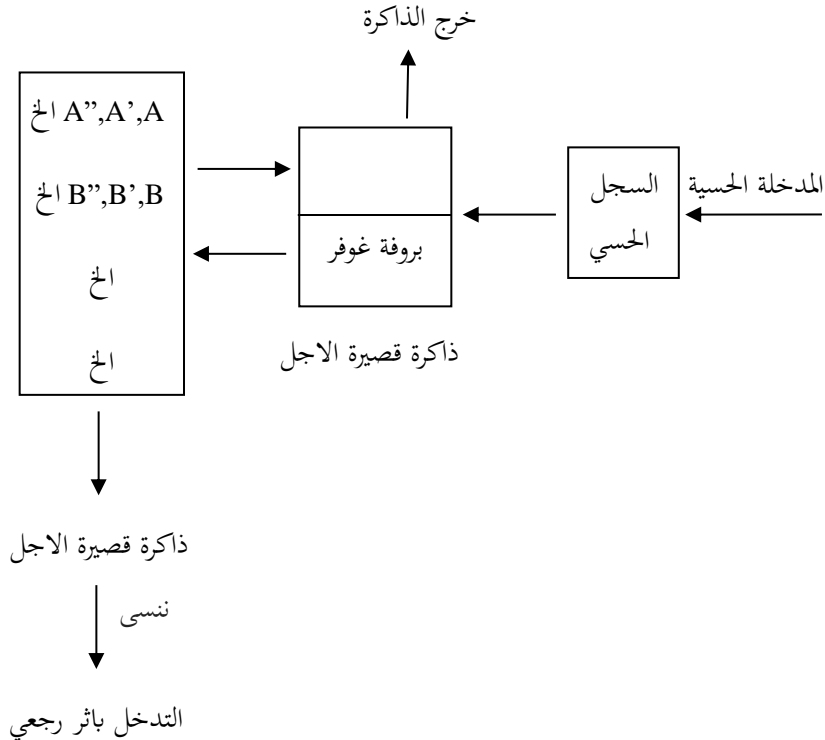 خرج الذاكرة
المدخلة الحسية
السجل
الحسي
بروفة غوفر
ذاكرة قصيرة الاجل
A”,A’,A الخ
B”,B’,B الخ
الخ
الخ
ذاكرة قصيرة الاجل
ننسى
التدخل باثر رجعي